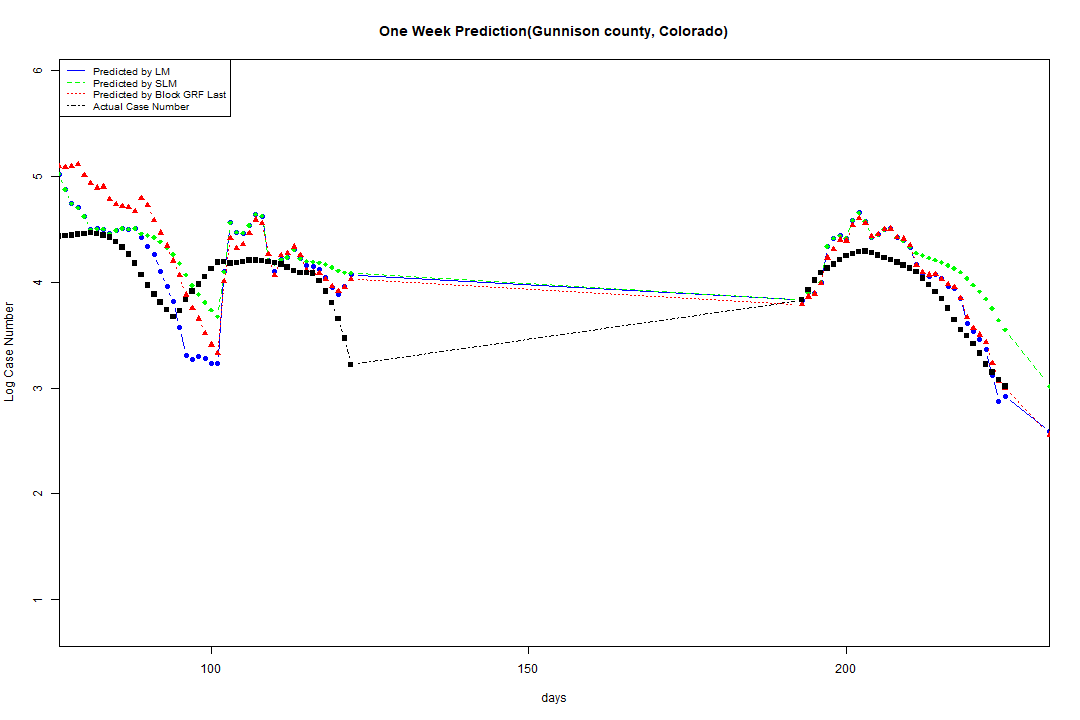 One Week Prediction(Gunnison county, Colorado)
Predicted by LM
Predicted by SLM
Predicted by Block GRF Last
Actual Case Number
6
5
4
3
2
1
Log Case Number
100 150 200
days